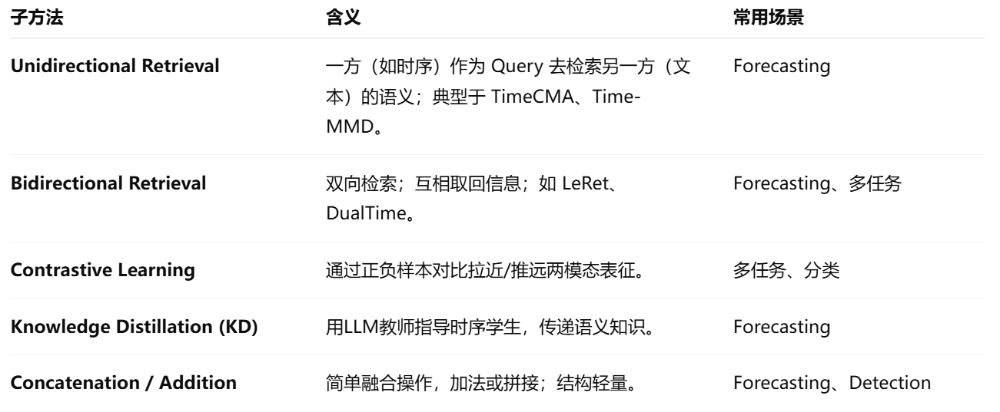 子方法 含义 常用场景
Unidirectional Retrieval 一方（如时序）作为 Query 去检索另一方（文 Forecasting
本）的语义；典型于 TimeCMA、Time-
MMD。
Bidirectional Retrieval 双向检索；互相取回信息；如 LeRet、 Forecasting、多任务
DualTime。
Contrastive Learning 通过正负样本对比拉近/推远两模态表征。 多任务、分类
Knowledge Distillation (KD) 用LLM教师指导时序学生，传递语义知识。 Forecasting
Concatenation / Addition 简单融合操作，加法或拼接；结构轻量。 Forecasting、Detection